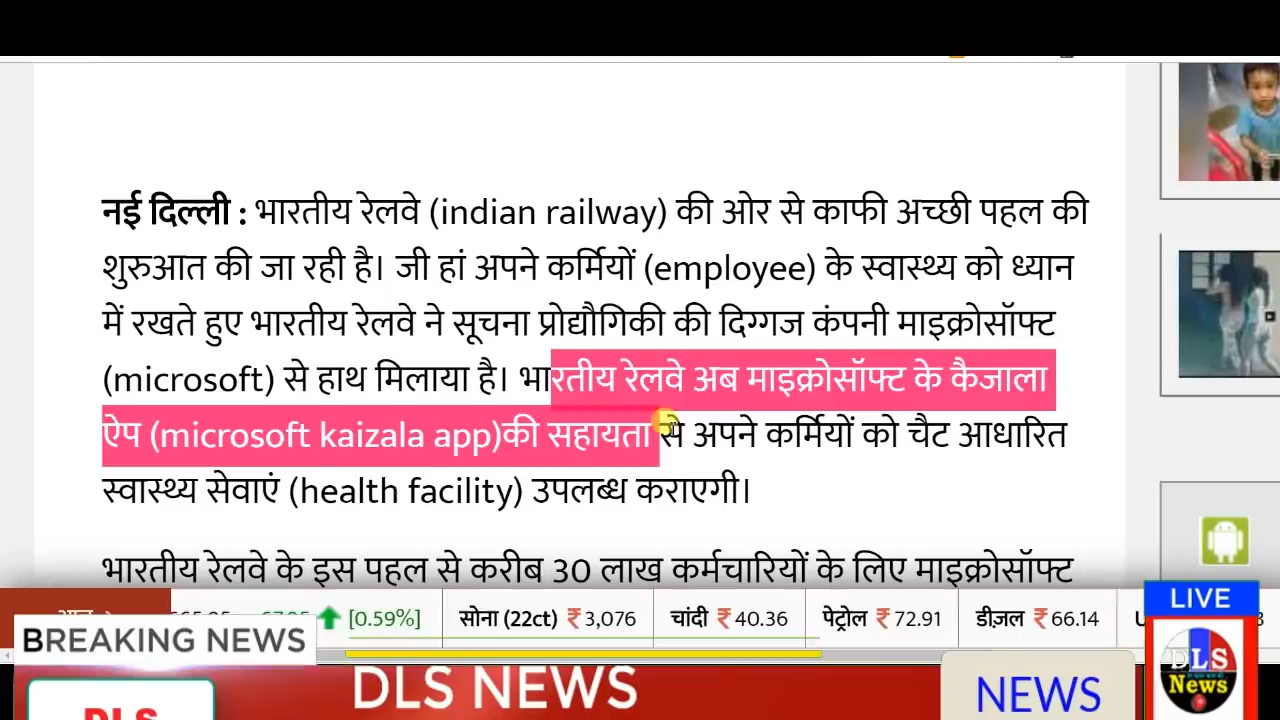 नई दिल्ली : भारतीय रेलवे (indian railway) की ओर से काफी अच्छी पहल की
शुरुआत की जा रही है। जी हां अपने कर्मियों (employee) के स्वास्थ्य को ध्यान
में रखते हुए भारतीय रेलवे ने सूचना प्रोद्यौगिकी की दिग्गज कंपनी माइक्रोसॉफ्ट
(microsoft) से हाथ मिलाया है। भारतीय रेलवे अब माइक्रोसॉफ्ट के कैजाला
ऐप (microsoft kaizala app)की सहायता से अपने कर्मियों को चैट आधारित
स्वास्थ्य सेवाएं (health facility) उपलब्ध कराएगी।
भारतीय रेलवे के इस पहल से करीब 30 लाख कर्मचारियों के लिए माइक्रोसॉफ्ट
[0.59%] सोना (22ct) ₹3,076 चांदी ₹40.36 पेट्रोल ₹72.91 डीज़ल ₹66.14
LIVE
BREAKING NEWS
DLS NEWS
NEWS
DLS
News
DLS